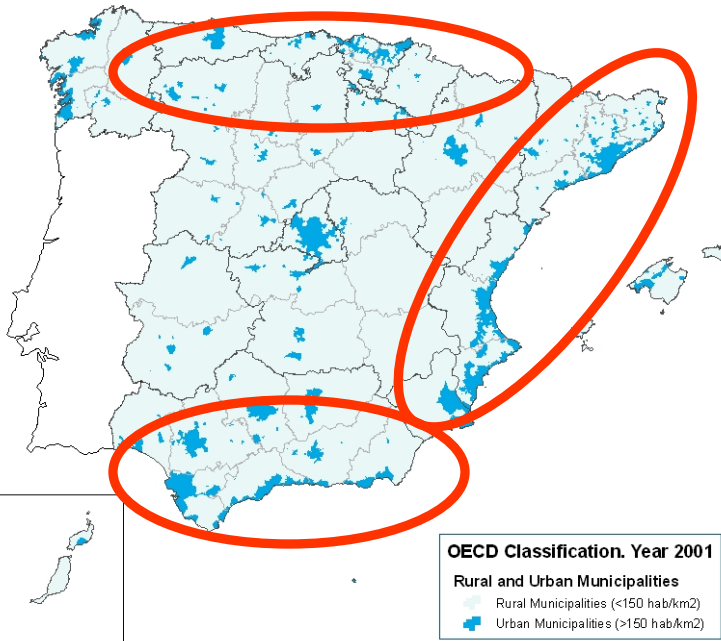 OECD Classification. Year 2001
Rural and Urban Municipalities
Rural Municipalities (<150 hab/km2)
Urban Municipalities (>150 hab/km2)